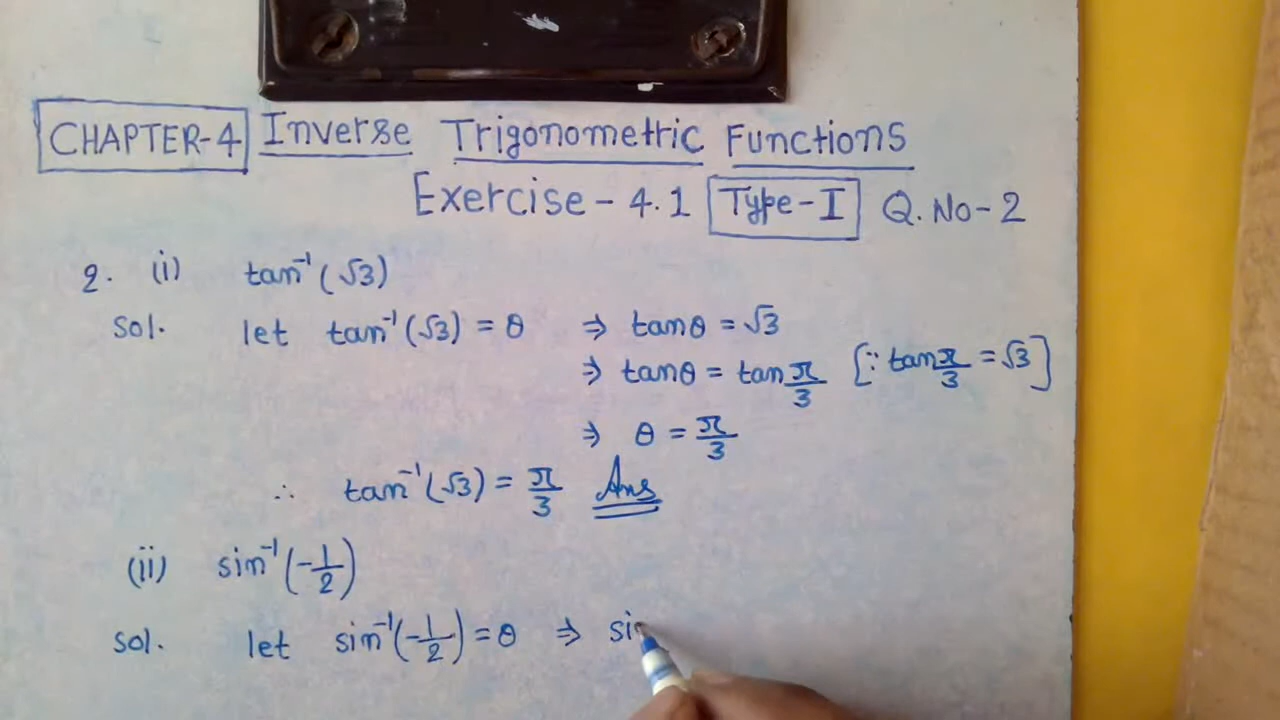 CHAPTER-4 Inverse Trigonometric Functions
Exercise - 4.1 Type-I Q. No-2
2. (i) tan⁻¹(√3)
Sol. let tan⁻¹(√3) = θ ⇒ tanθ = √3
⇒ tanθ = tan π/3 [∵ tan π/3 = √3]
⇒ θ = π/3
∴ tan⁻¹(√3) = π/3 Ans
(ii) sin⁻¹(-1/2)
Sol. let sin⁻¹(-1/2) = θ ⇒ si